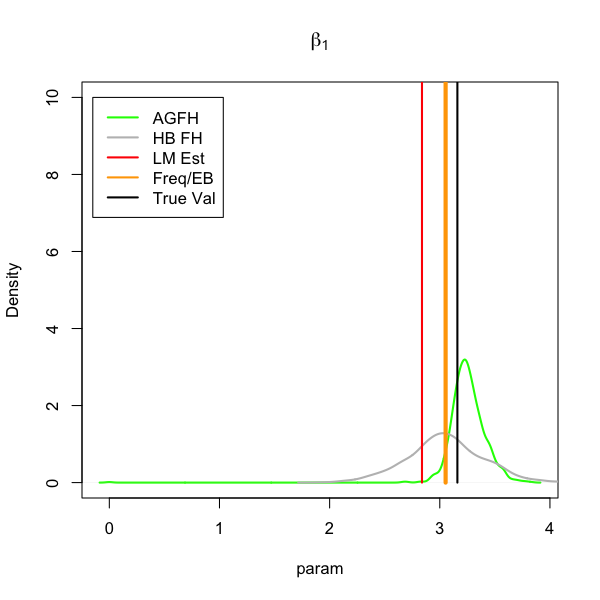 β1
10
8
6
4
2
0
Density
AGFH
HB FH
LM Est
Freq/EB
True Val
0 1 2 3 4
param